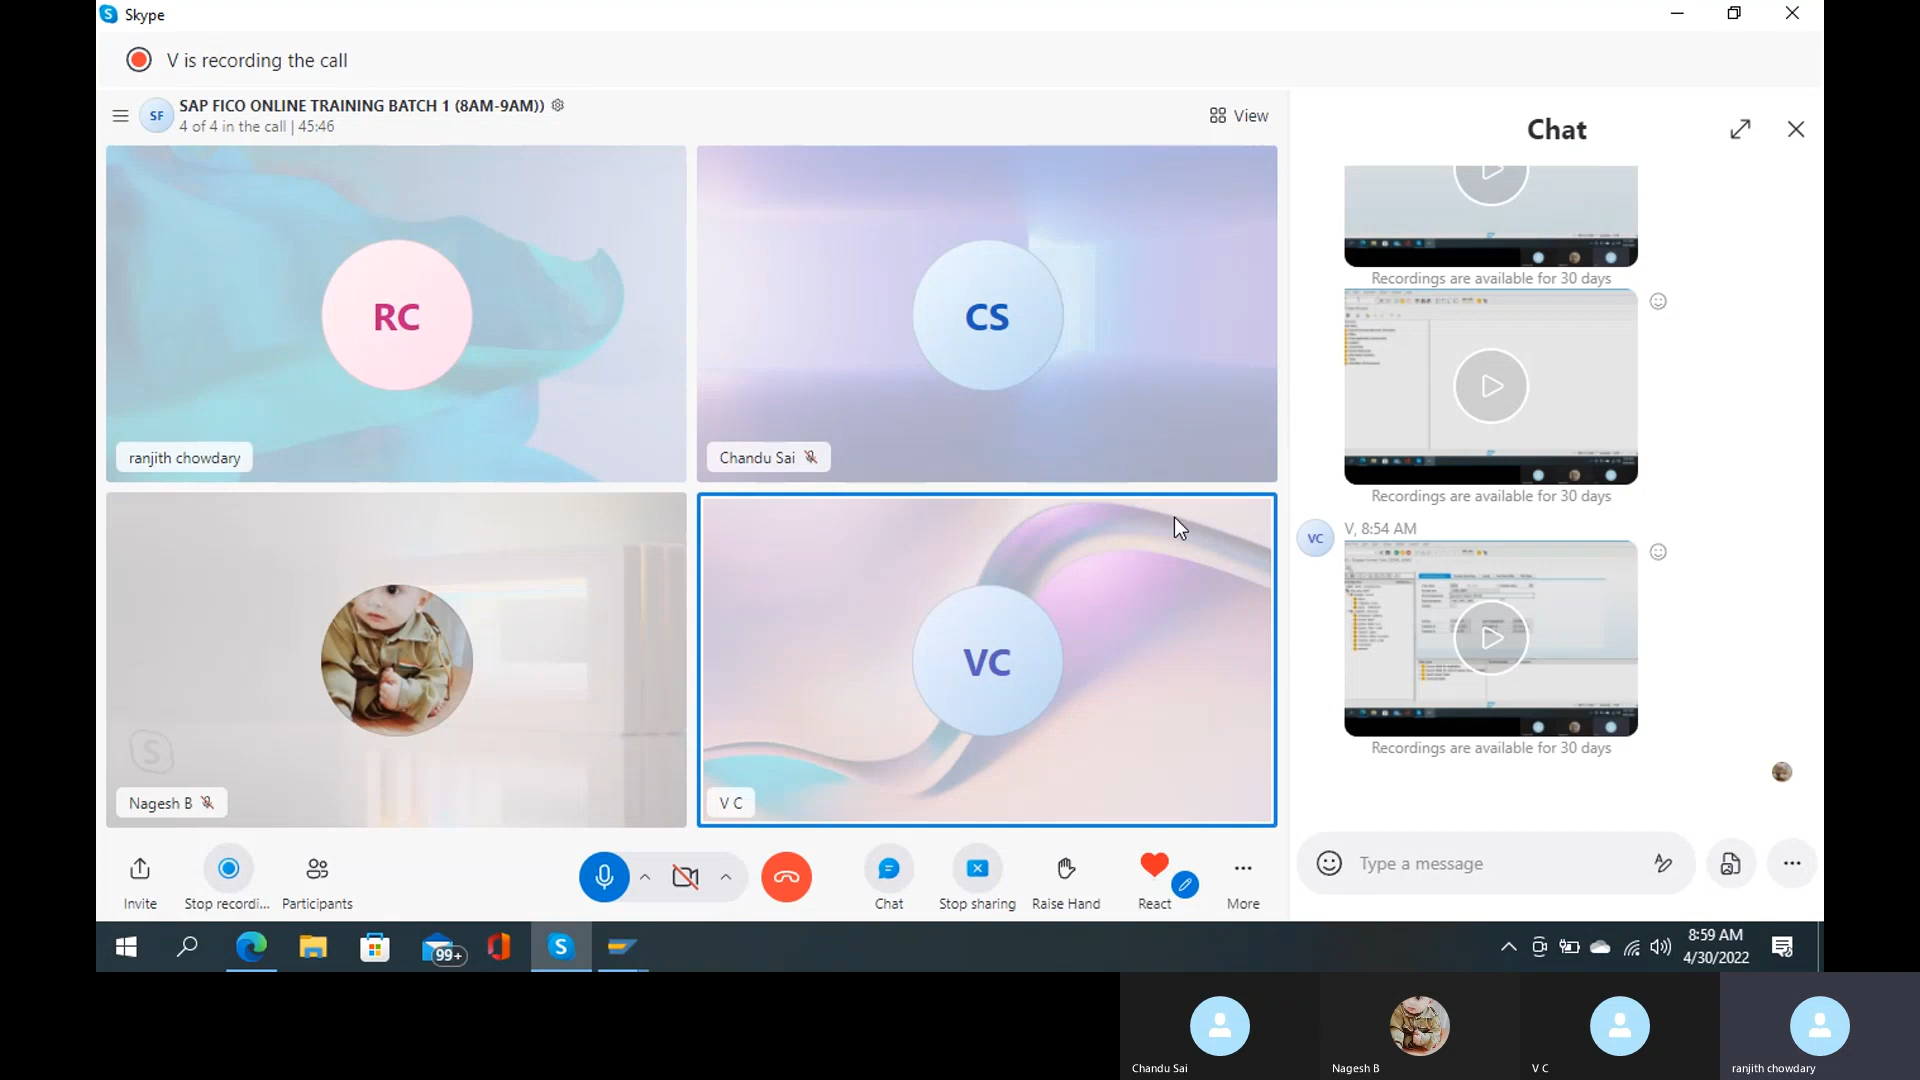 Skype
V is recording the call
SF
SAP FICO ONLINE TRAINING BATCH 1 (8AM-9AM))
4 of 4 in the call | 45:46
View
RC
ranjith chowdary
CS
Chandu Sai
Nagesh B
VC
V C
Invite
Stop recordi...
Participants
Chat
Stop sharing
Raise Hand
React
More
Chat
Recordings are available for 30 days
Recordings are available for 30 days
VC
V, 8:54 AM
Recordings are available for 30 days
Type a message
99+
8:59 AM
4/30/2022
Chandu Sai
Nagesh B
V C
ranjith chowdary